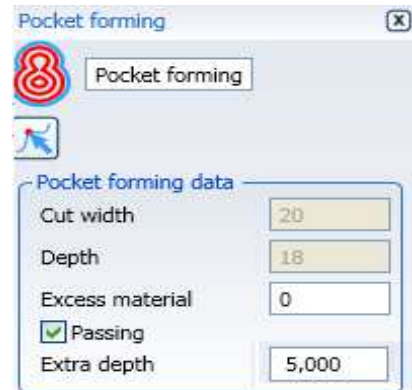 Pocket forming
Pocket forming
Pocket forming data
Cut width 20
Depth 18
Excess material 0
Passing
Extra depth 5,000